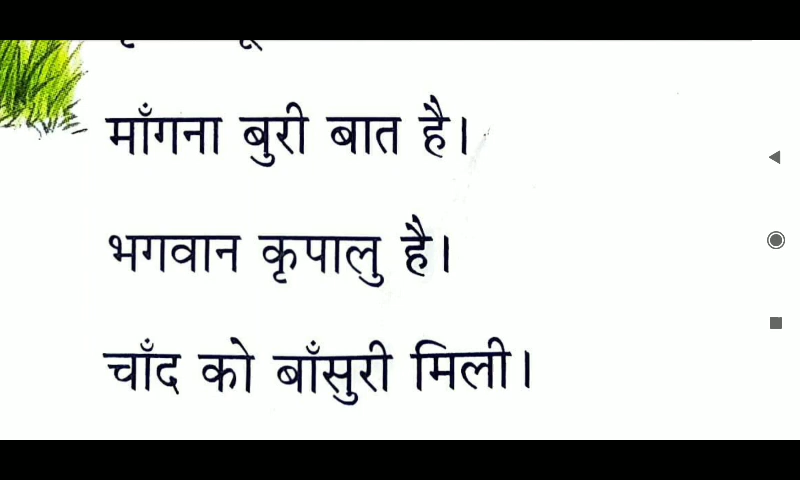 माँगना बुरी बात है।
भगवान कृपालु है।
चाँद को बाँसुरी मिली।